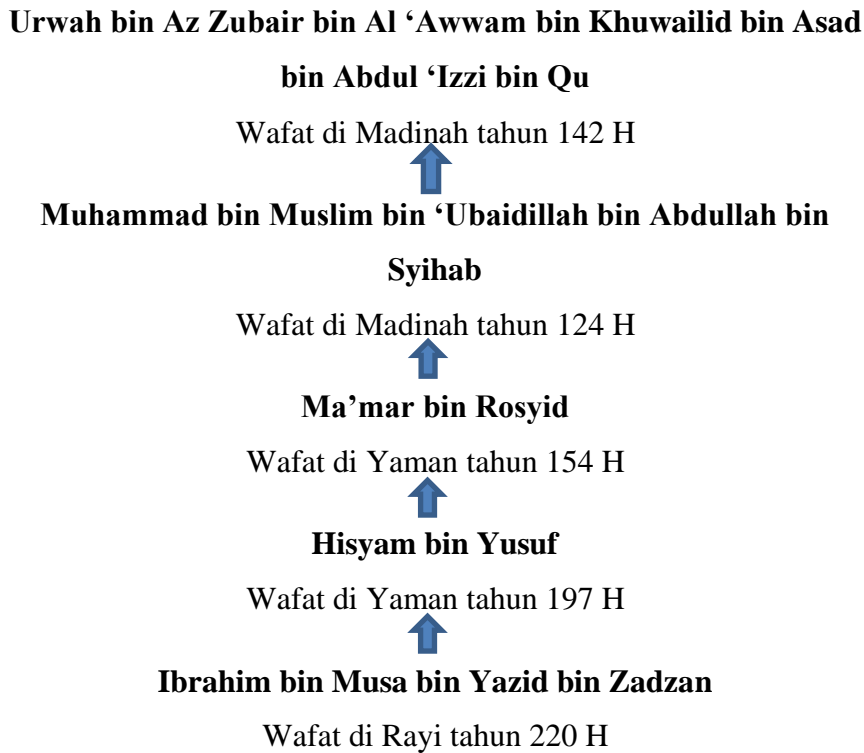 Urwah bin Az Zubair bin Al ‘Awwam bin Khuwailid bin Asad
bin Abdul ‘Izzi bin Qu
Wafat di Madinah tahun 142 H
Muhammad bin Muslim bin ‘Ubaidillah bin Abdullah bin
Syihab
Wafat di Madinah tahun 124 H
Ma’mar bin Rosyid
Wafat di Yaman tahun 154 H
Hisyam bin Yusuf
Wafat di Yaman tahun 197 H
Ibrahim bin Musa bin Yazid bin Zadzan
Wafat di Rayi tahun 220 H